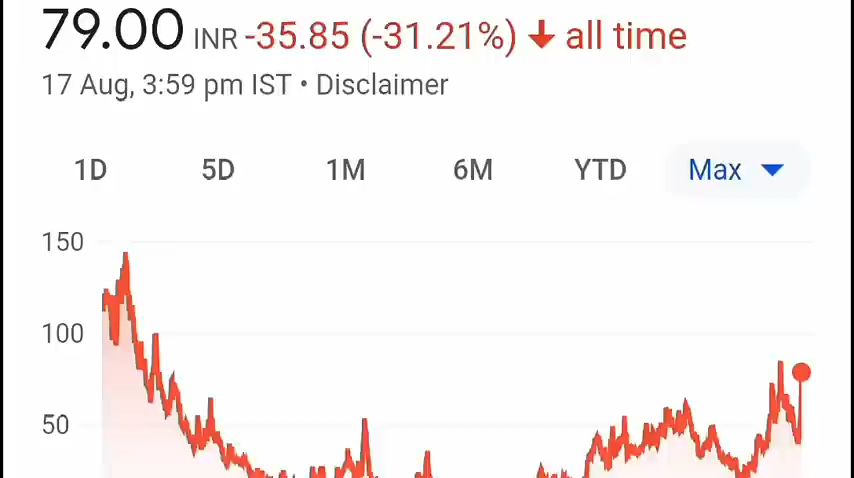 79.00 INR -35.85 (-31.21%) ↓ all time
17 Aug, 3:59 pm IST • Disclaimer
1D 5D 1M 6M YTD Max
150
100
50